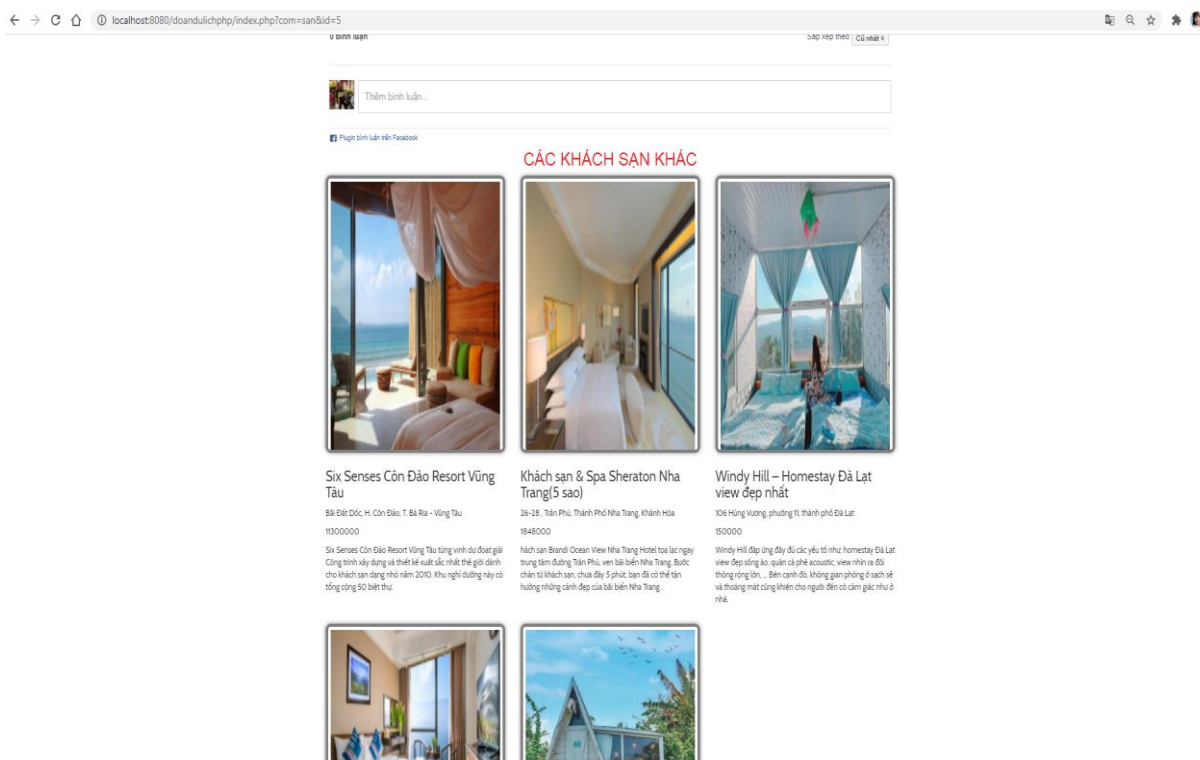 localhost:8080/doandulichphp/index.php?com=san&id=5
0 bình luận
Sắp xếp theo Cũ nhất
Thêm bình luận...
Plugin bình luận trên Facebook
CÁC KHÁCH SẠN KHÁC
Six Senses Côn Đảo Resort Vũng
Tàu
Bãi Đất Dốc, H. Côn Đảo, T. Bà Rịa - Vũng Tàu
11300000
Six Senses Côn Đảo Resort Vũng Tàu từng vinh dự đoạt giải
Công trình xây dựng và thiết kế xuất sắc nhất thế giới dành
cho khách sạn dạng nhỏ năm 2010. Khu nghỉ dưỡng này có
tổng cộng 50 biệt thự.
Khách sạn & Spa Sheraton Nha
Trang(5 sao)
26-28 , Trần Phú, Thành Phố Nha Trang, Khánh Hòa
1848000
hách sạn Brandi Ocean View Nha Trang Hotel tọa lạc ngay
trung tâm đường Trần Phú, ven bãi biển Nha Trang. Bước
chân từ khách sạn, chưa đầy 5 phút, bạn đã có thể tận
hưởng những cảnh đẹp của bãi biển Nha Trang .
Windy Hill – Homestay Đà Lạt
view đẹp nhất
106 Hùng Vương, phường 11, thành phố Đà Lạt
150000
Windy Hill đáp ứng đầy đủ các yếu tố như: homestay Đà Lạt
view đẹp sống ảo, quán cà phê acoustic, view nhìn ra đồi
thông rộng lớn, ... Bên cạnh đó, không gian phòng ở sạch sẽ
và thoáng mát cũng khiến cho người đến có cảm giác như ở
nhà.